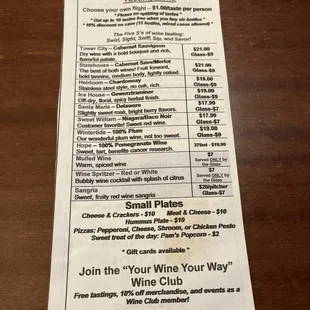 Choose your own flight - $1.00/taste per person
* Please no splitting of tastes *
* Get up to 10 tastes free when you buy six bottles *
* 10% discount on case (12 bottles, mixed cases allowed) *
The Five S's of wine tasting:
Swirl, Sight, Sniff, Sip, and Savor!
Tower City – Cabernet Sauvignon $21.00
Dry wine with a bold bouquet and rich, Glass-$9
flavorful palate.
Statehouse – Cabernet Sauv/Merlot $21.00
The best of both wines! Fruit forward, Glass-$9
bold tannins, medium body, lightly oaked.
Heirloom – Chardonnay $19.00
Stainless steel style, no oak, rich. Glass-$9
Ice House – Gewurztraminer $19.00
Off-dry, floral, spicy herbal finish. Glass-$9
Santa Maria – Delaware $17.99
Slightly sweet rosé, bright berry flavors. Glass-$7
Sweet William – Niagara/Baco Noir $17.99
Customer favorite! Sweet red wine. Glass-$7
Wintertide – 100% Plum $19.00
Our wonderful plum wine, not too sweet. Glass-$9
Hope – 100% Pomegranate Wine 375ml - $19.99
Sweet, tart, benefits cancer research.
Mulled Wine $7
Warm, spiced wine Served ONLY by
the Glass
Wine Spritzer – Red or White $7
Bubbly wine cocktail with splash of citrus Served ONLY by
the Glass
Sangria $20/pitcher
Sweet, fruity red wine sangria Glass-$7
Small Plates
Cheese & Crackers - $10 Meat & Cheese - $10
Hummus Plate - $10
Pizzas: Pepperoni, Cheese, Shroom, or Chicken Pesto
Sweet treat of the day: Pam's Popcorn - $2
* Gift cards available *
Join the "Your Wine Your Way"
Wine Club
Free tastings, 10% off merchandise, and events as a
Wine Club member!